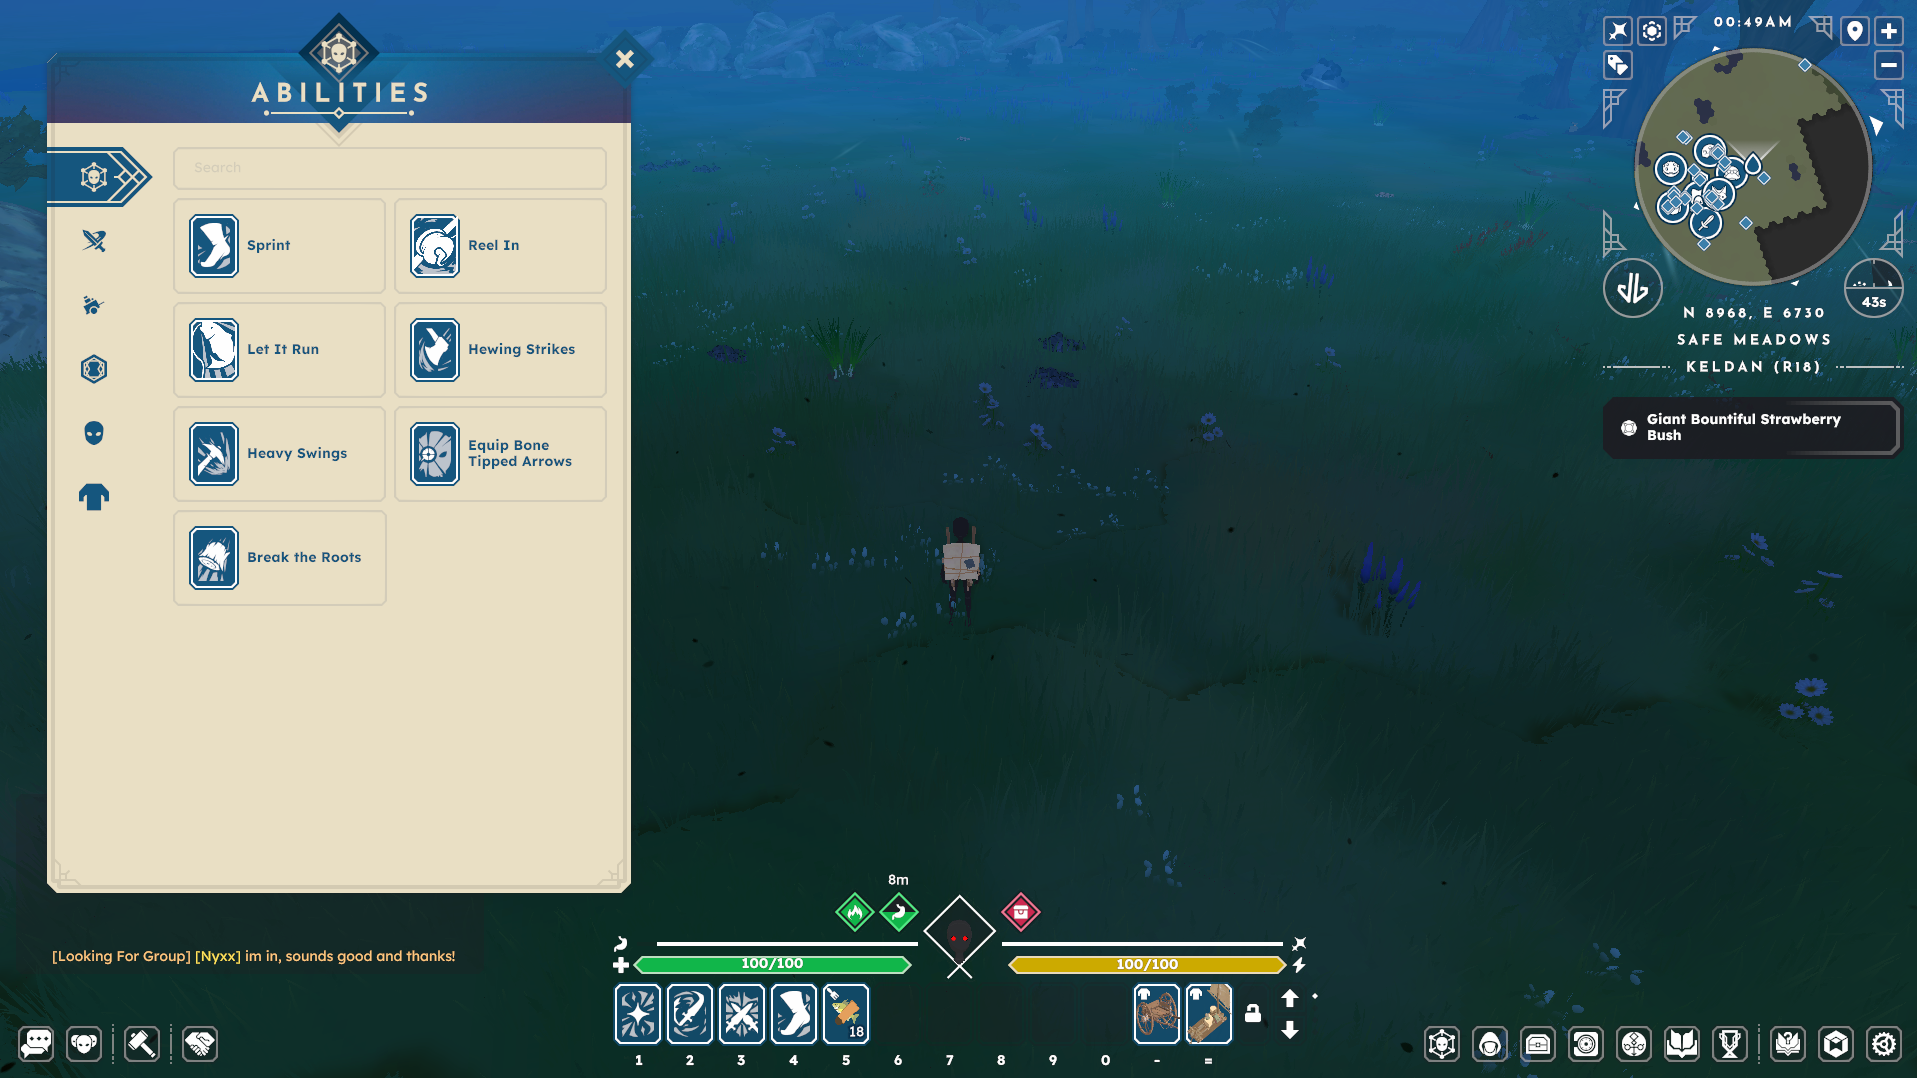 ABILITIES
Search
Sprint
Reel In
Let It Run
Hewing Strikes
Heavy Swings
Equip Bone
Tipped Arrows
Break the Roots
00:49AM
43s
N 8968, E 6730
SAFE MEADOWS
KELDAN (R18)
Giant Bountiful Strawberry
Bush
[Looking For Group] [Nyxx] im in, sounds good and thanks!
8m
100/100
100/100
18
1 2 3 4 5 6 7 8 9 0 - =